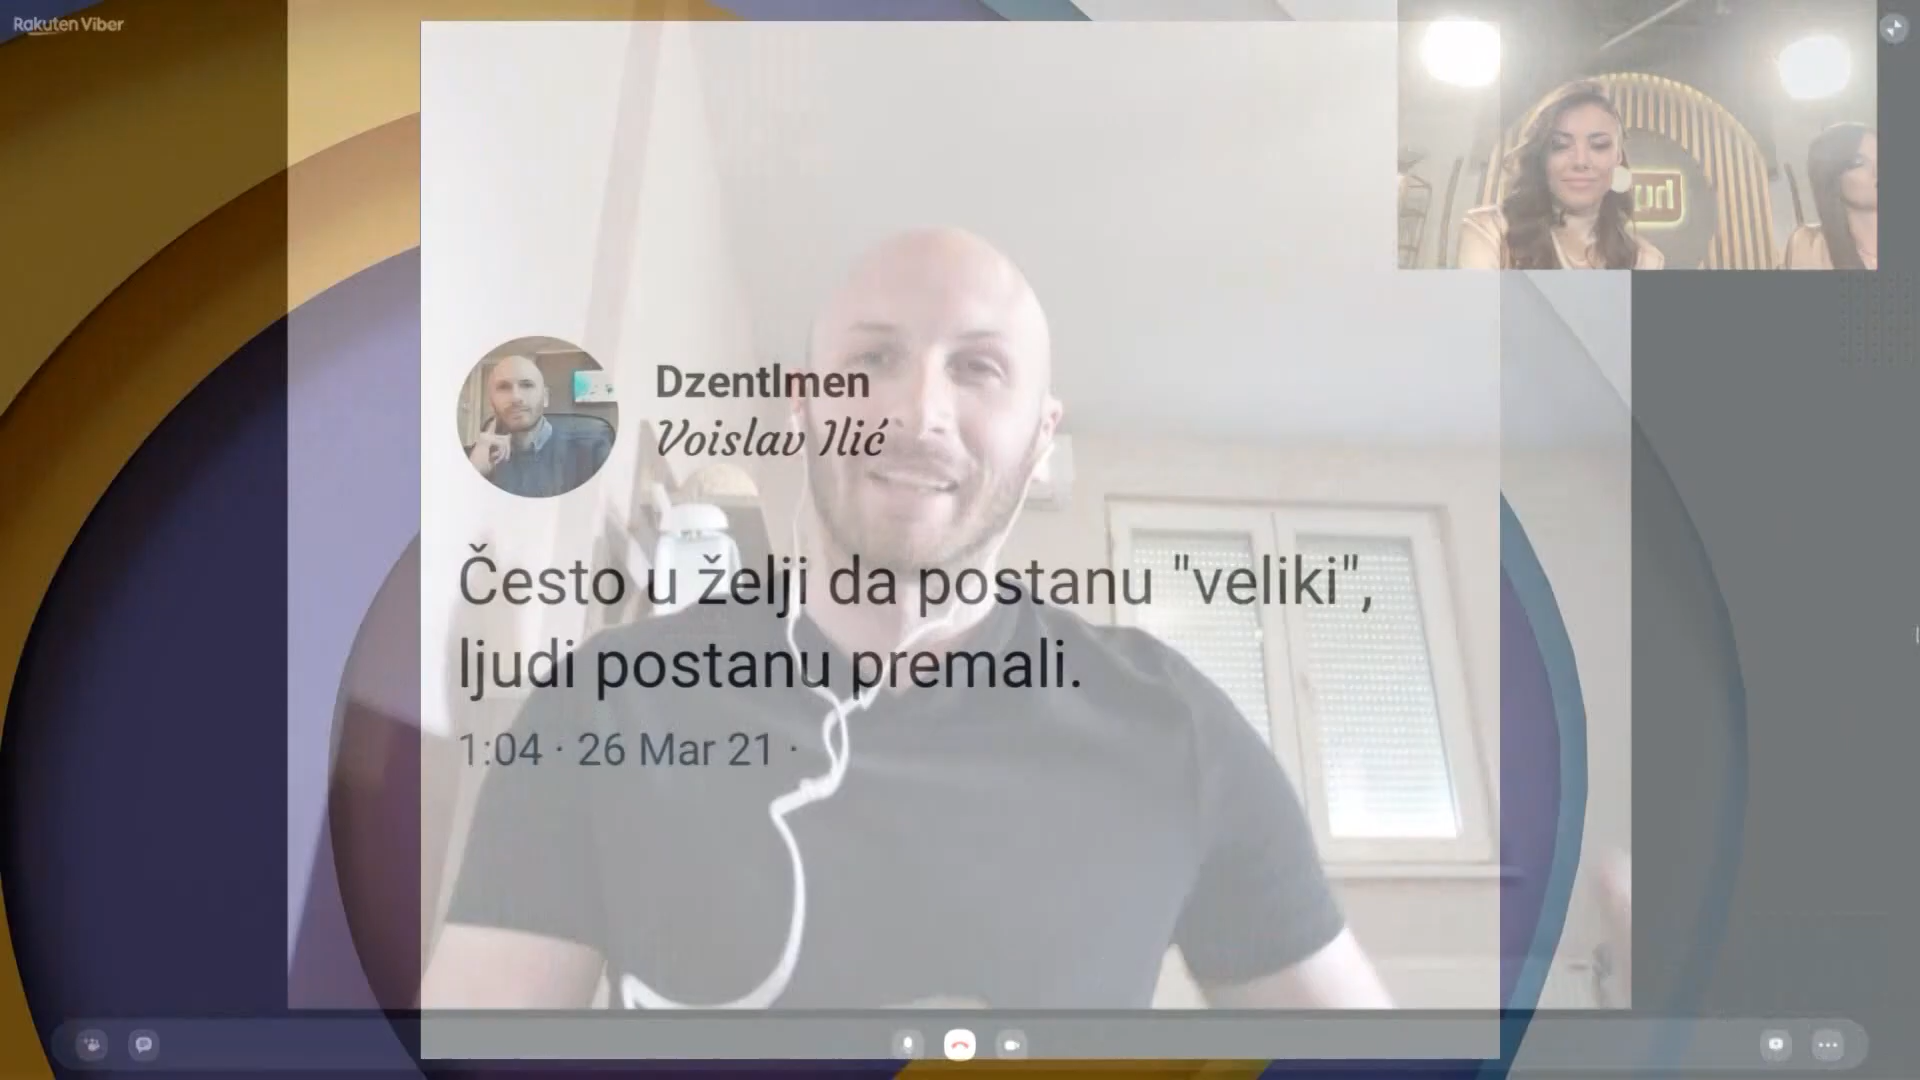 Rakuten Viber
Dzentlmen
Voislav Ilić
Često u želji da postanu "veliki",
ljudi postanu premali.
1:04 · 26 Mar 21 ·